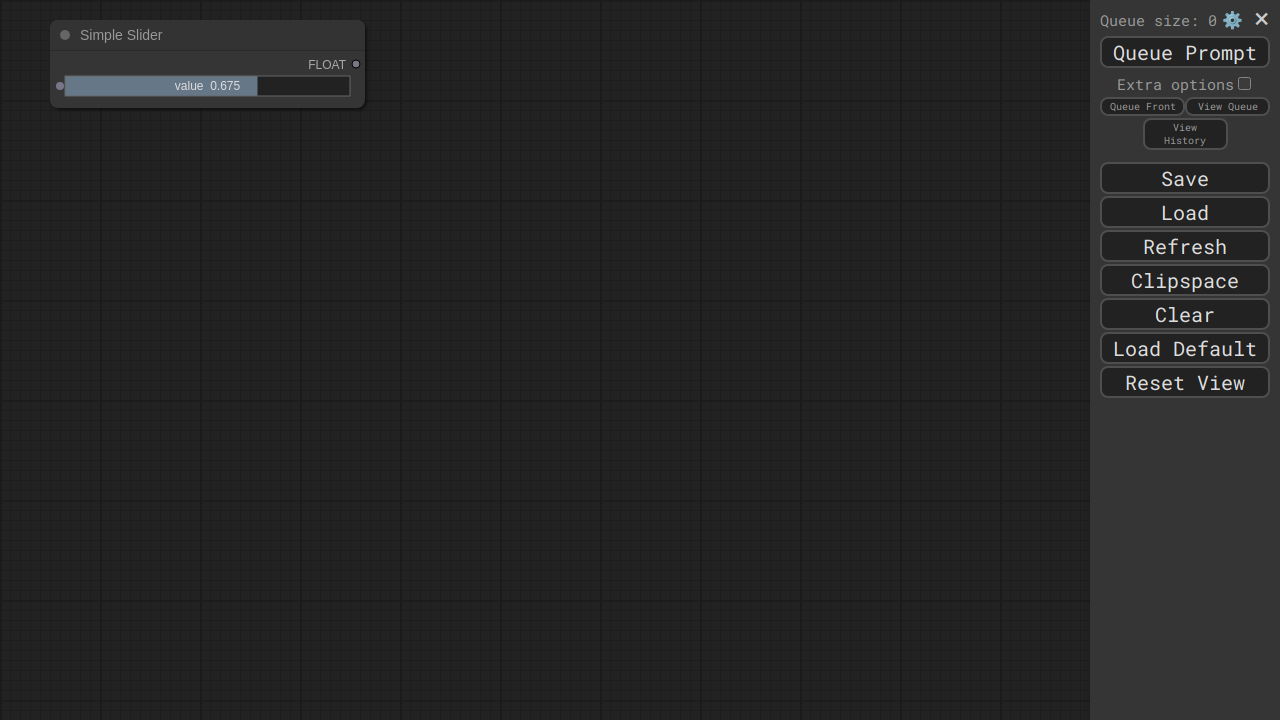 Simple Slider
FLOAT
value 0.675
Queue size: 0
Queue Prompt
Extra options
Queue Front
View Queue
View
History
Save
Load
Refresh
Clipspace
Clear
Load Default
Reset View